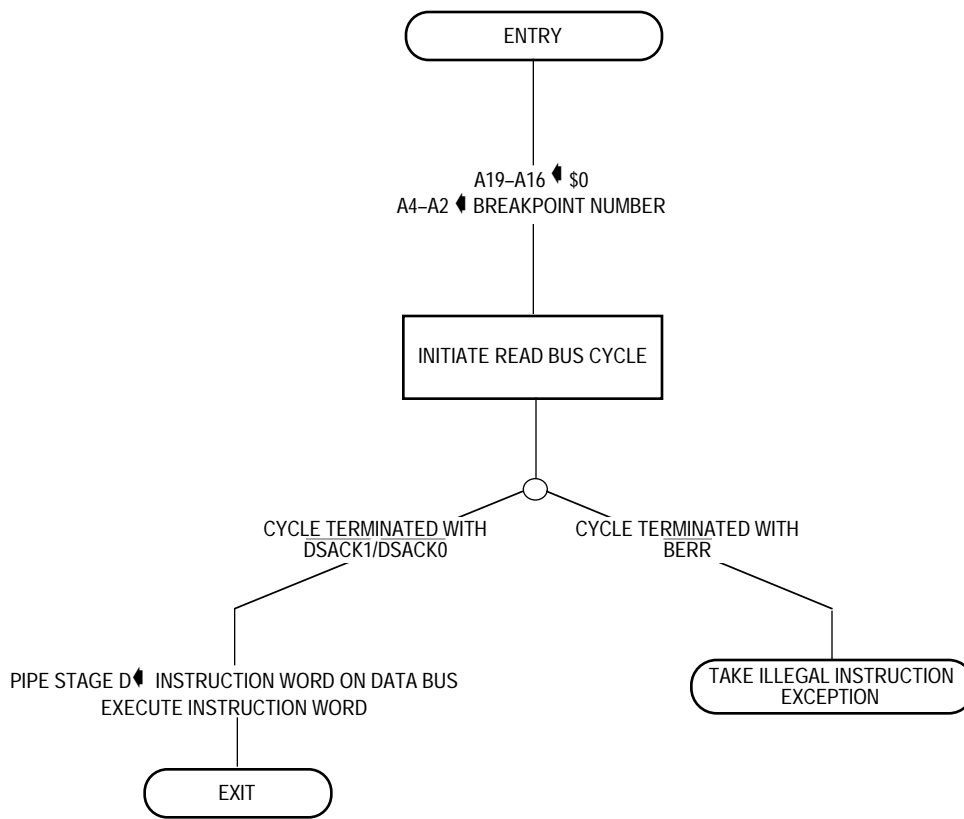 ENTRY
A19–A16 ← $0
A4–A2 ← BREAKPOINT NUMBER
INITIATE READ BUS CYCLE
CYCLE TERMINATED WITH
DSACK1/DSACK0
CYCLE TERMINATED WITH
BERR
PIPE STAGE D ← INSTRUCTION WORD ON DATA BUS
EXECUTE INSTRUCTION WORD
TAKE ILLEGAL INSTRUCTION
EXCEPTION
EXIT